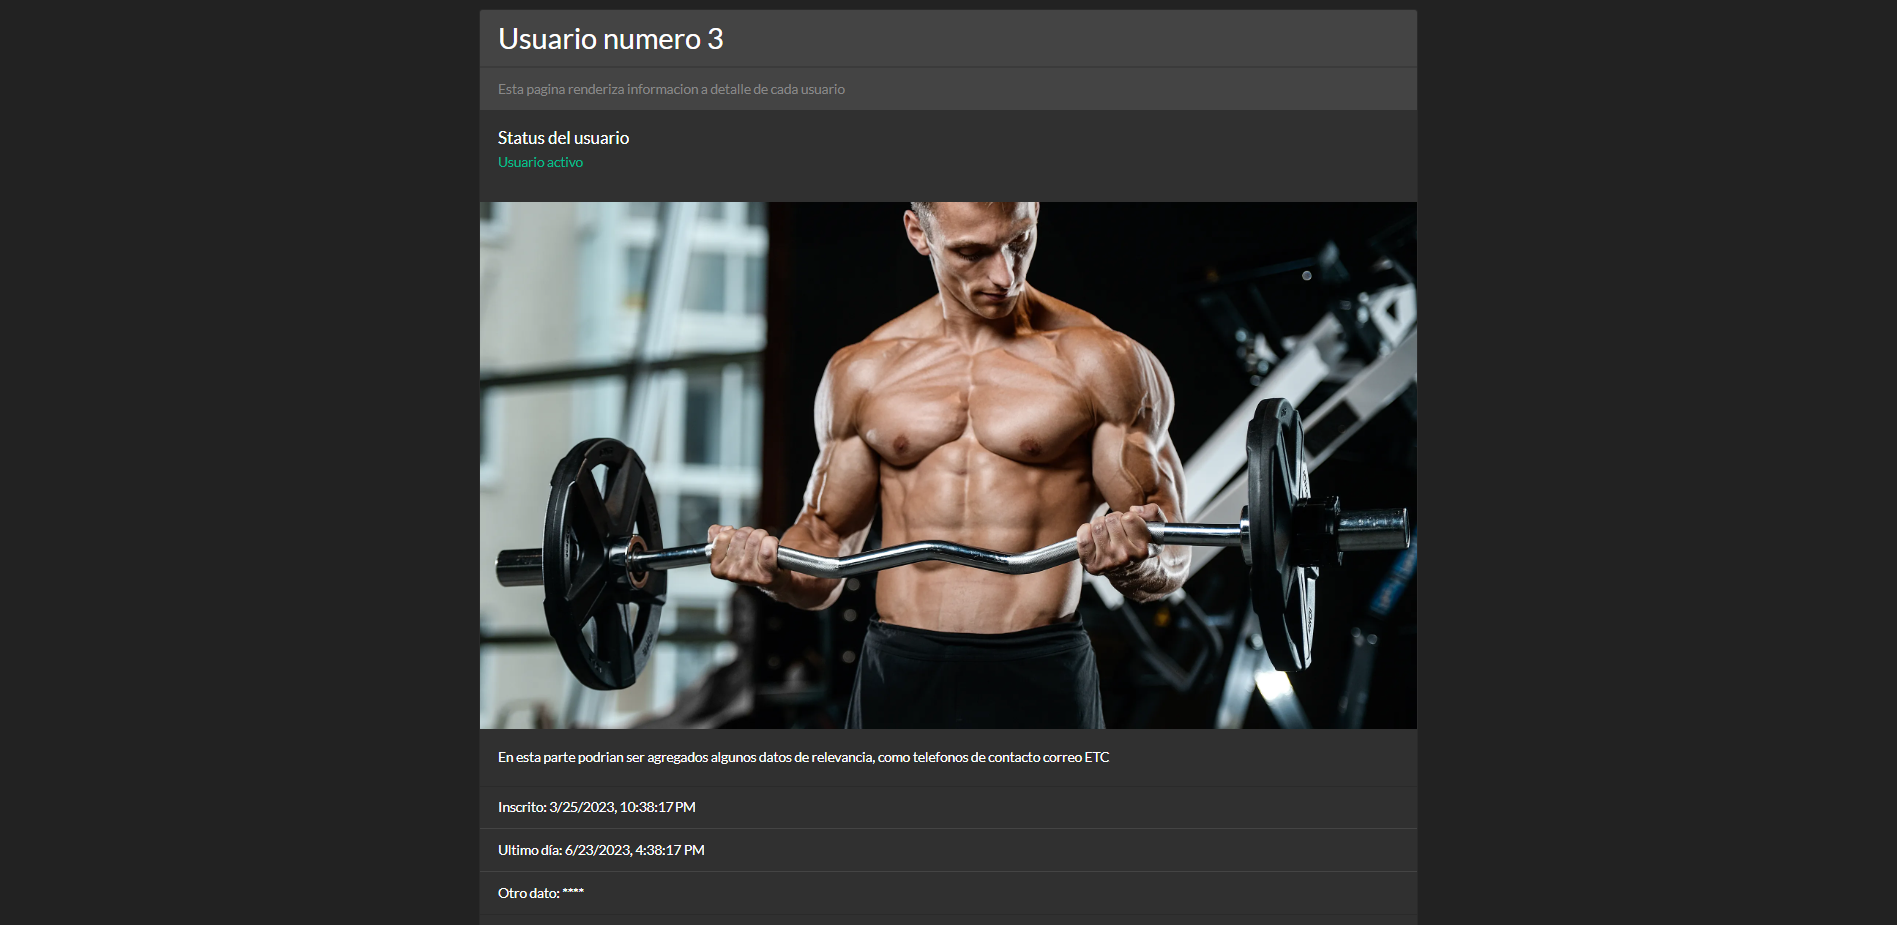 Usuario numero 3
Esta pagina renderiza informacion a detalle de cada usuario
Status del usuario
Usuario activo
En esta parte podrian ser agregados algunos datos de relevancia, como telefonos de contacto correo ETC
Inscrito: 3/25/2023, 10:38:17 PM
Ultimo día: 6/23/2023, 4:38:17 PM
Otro dato: ****